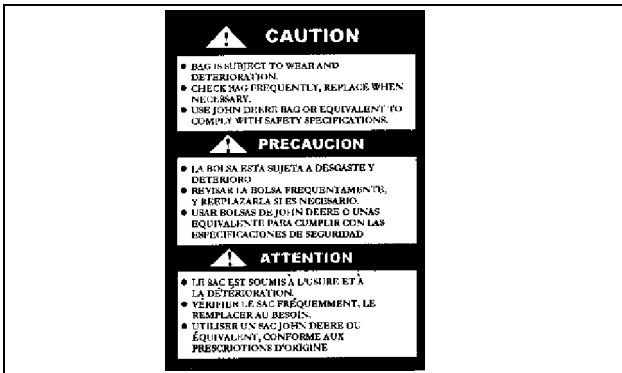 CAUTION
● BAG IS SUBJECT TO WEAR AND
DETERIORATION.
● CHECK BAG FREQUENTLY, REPLACE WHEN
NECESSARY.
● USE JOHN DEERE BAG OR EQUIVALENT TO
COMPLY WITH SAFETY SPECIFICATIONS.
PRECAUCION
● LA BOLSA ESTA SUJETA A DESGASTE Y
DETERIORO
● REVISAR LA BOLSA FREQUENTAMENTE,
Y REEPLAZARLA SI ES NECESARIO.
● USAR BOLSAS DE JOHN DEERE O UNAS
EQUIVALENTE PARA CUMPLIR CON LAS
ESPECIFICACIONES DE SEGURIDAD
ATTENTION
● LE SAC EST SOUMIS À L'USURE ET À
LA DÉTÉRIORATION.
● VÉRIFIER LE SAC FRÉQUEMMENT, LE
REMPLACER AU BESOIN.
● UTILISER UN SAC JOHN DEERE OU
ÉQUIVALENT, CONFORME AUX
PRESCRIOTIONS D'ORIGINE